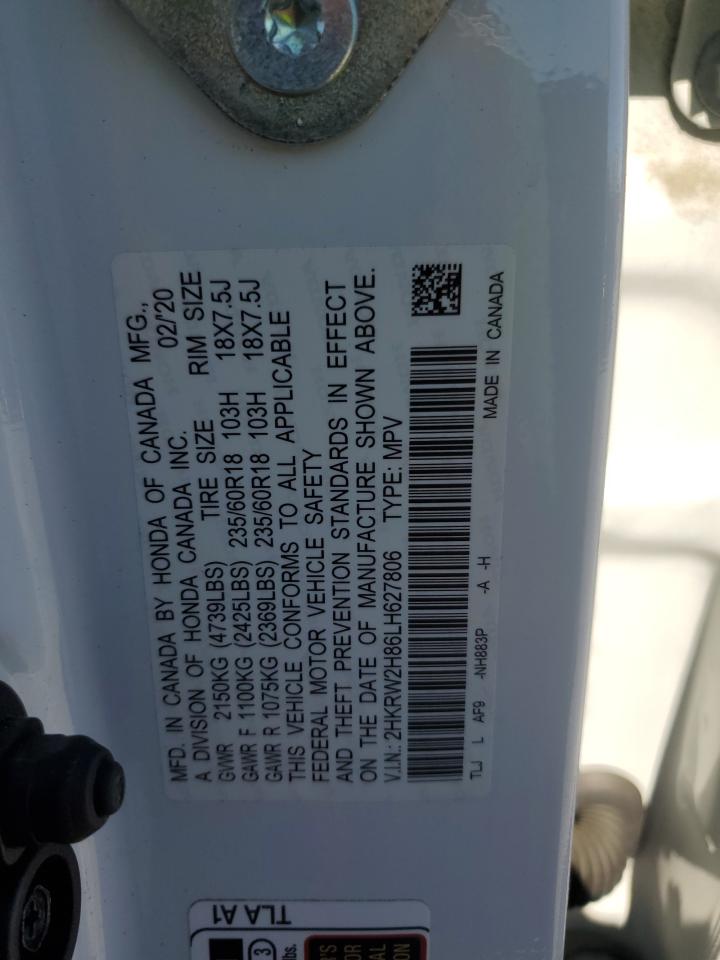 MFD. IN CANADA BY HONDA OF CANADA MFG.,
A DIVISION OF HONDA CANADA INC. 02/'20
GVWR 2150KG (4739LBS) TIRE SIZE RIM SIZE
GAWR F 1100KG (2425LBS) 235/60R18 103H 18X7.5J
GAWR R 1075KG (2369LBS) 235/60R18 103H 18X7.5J
THIS VEHICLE CONFORMS TO ALL APPLICABLE
FEDERAL MOTOR VEHICLE SAFETY
AND THEFT PREVENTION STANDARDS IN EFFECT
ON THE DATE OF MANUFACTURE SHOWN ABOVE.
V.I.N.: 2HKRW2H86LH627806 TYPE: MPV
TLJ L AF9 -NH883P -A -H
MADE IN CANADA
TLA A1
3
lbs.